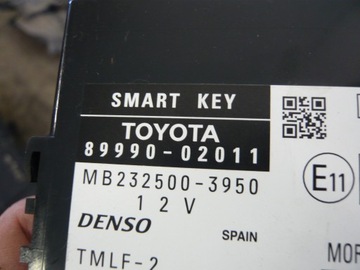 SMART KEY
TOYOTA
89990-02011
MB232500-3950
12V
E11
DENSO
SPAIN
TMLF-2